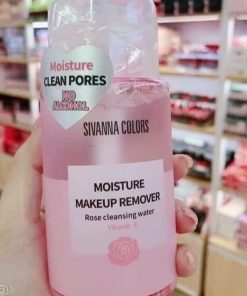 Moisture
CLEAN PORES
NO
ALCOHOL
SIVANNA COLORS
MOISTURE
MAKEUP REMOVER
Rose cleansing water
Vitamin E